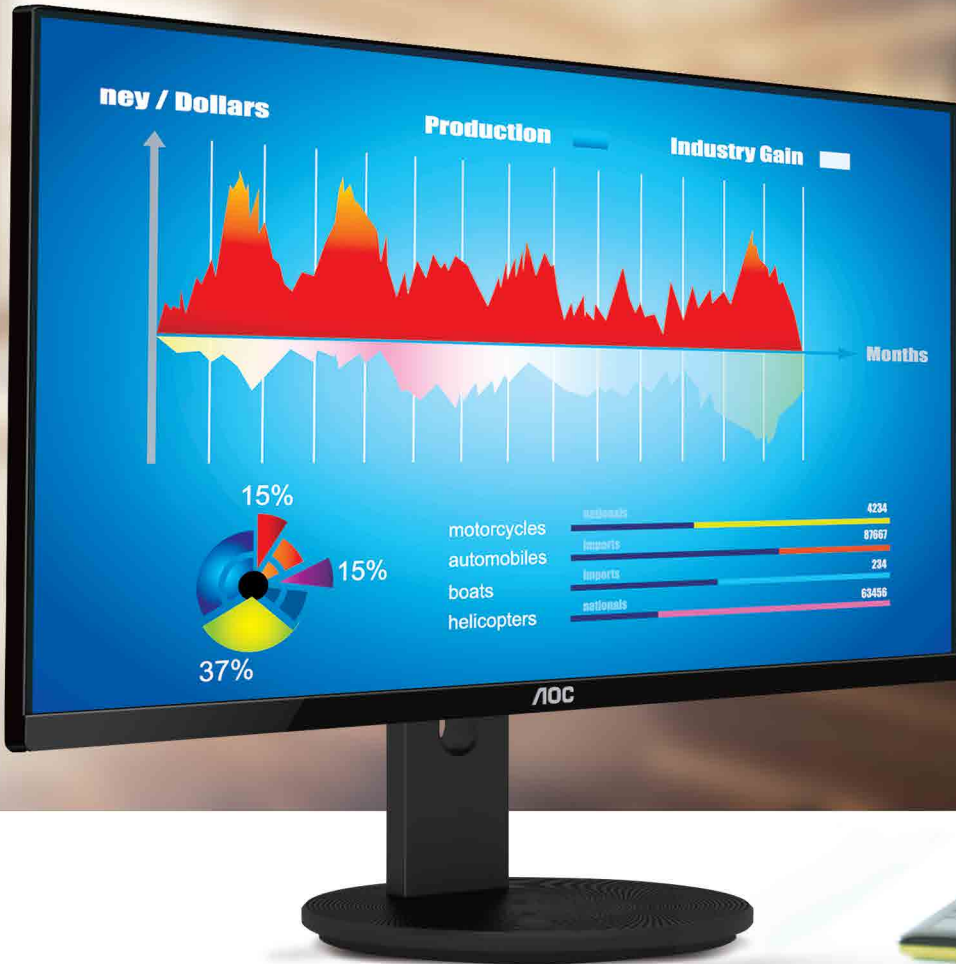 ney / Dollars
Production
Industry Gain
Months
15%
15%
37%
motorcycles
automobiles
boats
helicopters
nationals
4234
imports
87667
imports
234
nationals
63456
AOC